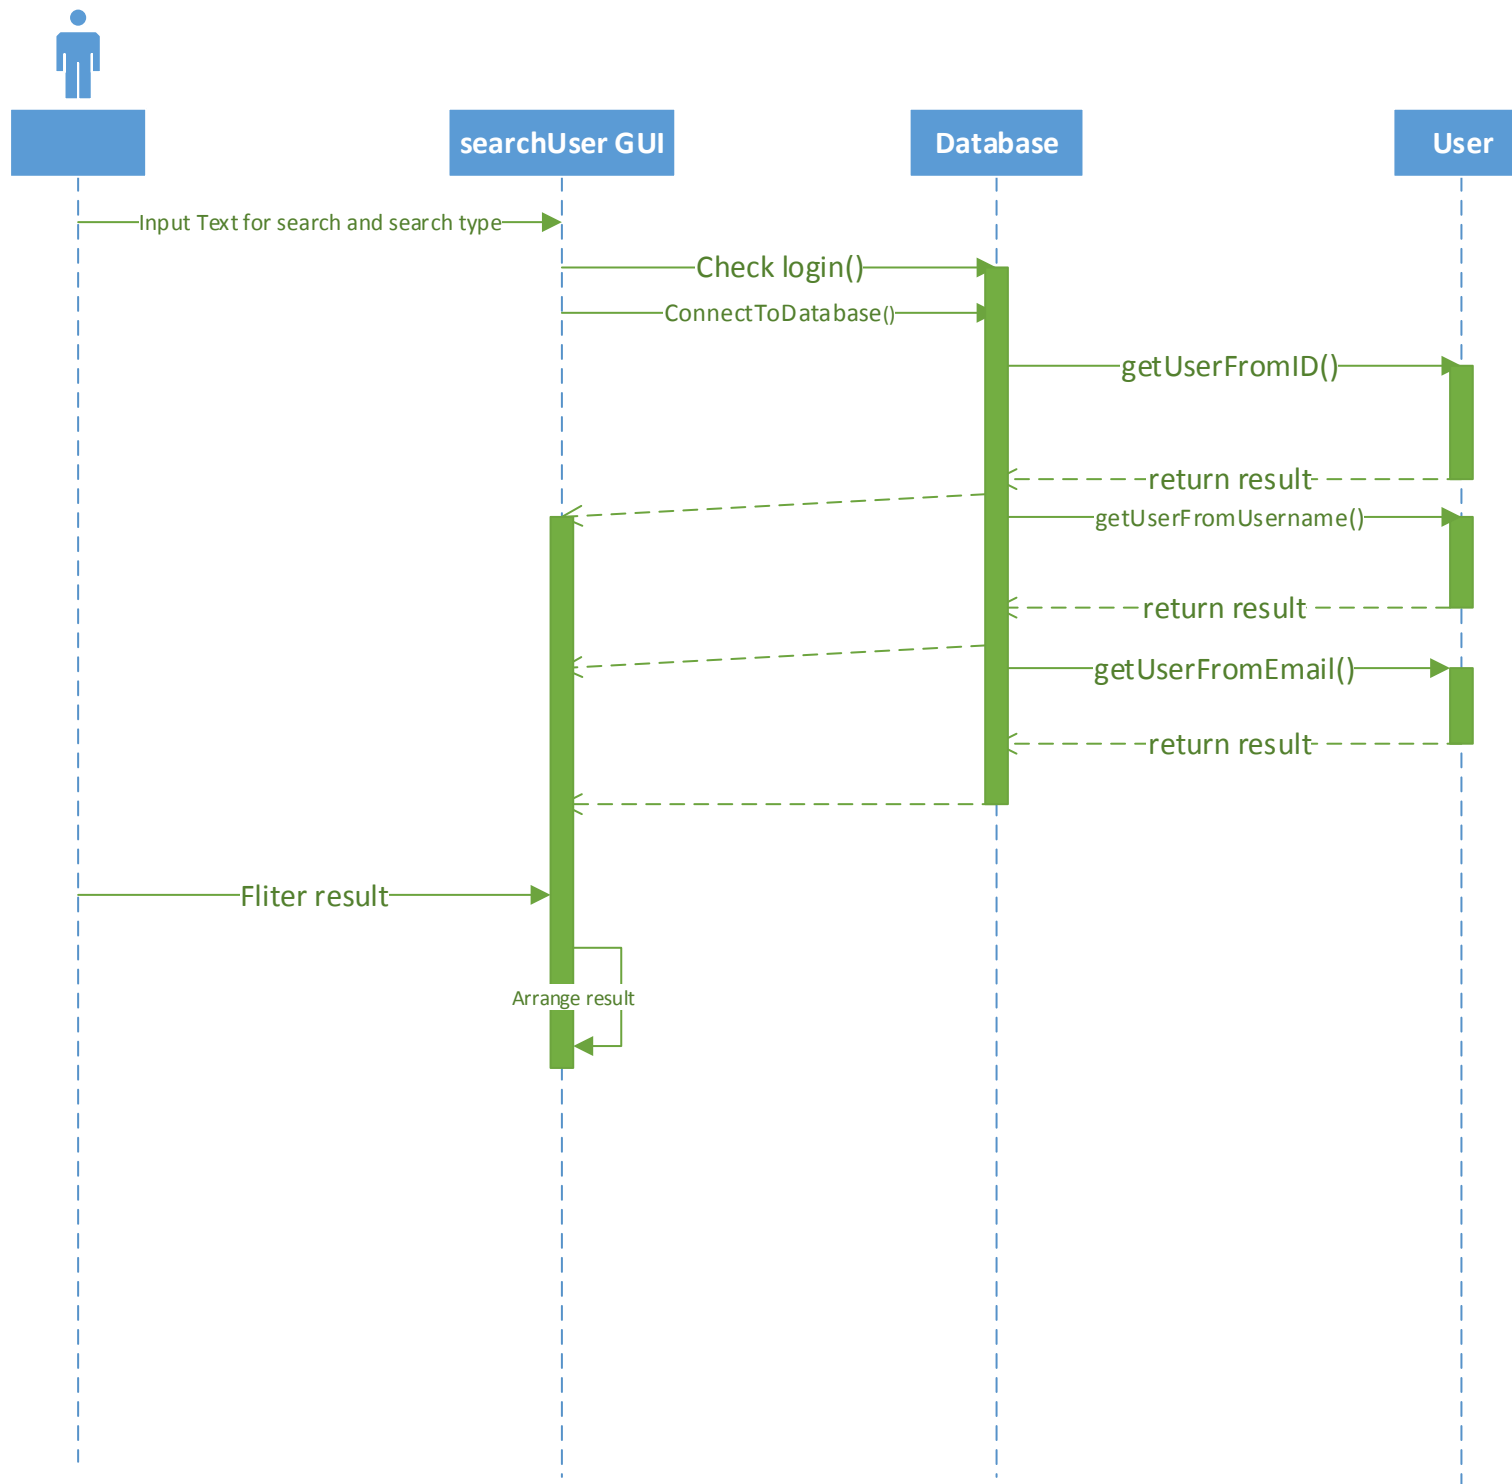 searchUser GUI
Database
User
Input Text for search and search type
Check login()
ConnectToDatabase()
getUserFromID()
return result
getUserFromUsername()
return result
getUserFromEmail()
return result
Fliter result
Arrange result